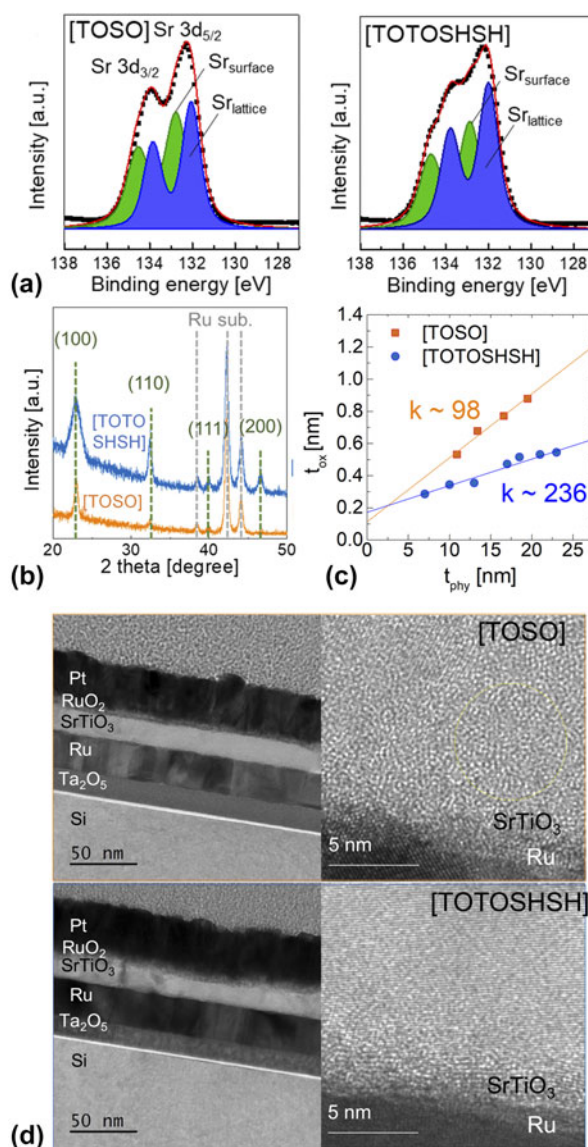 [TOSO] Sr 3d5/2
Sr 3d3/2
Srsurface
Srlattice
Intensity [a.u.]
138 136 134 132 130 128
Binding energy [eV]
[TOTOSHSH]
Srsurface
Srlattice
Intensity [a.u.]
138 136 134 132 130 128
Binding energy [eV]
(a)
Ru sub.
(100)
(110)
(111)
(200)
[TOTO
SHSH]
[TOSO]
Intensity [a.u.]
20 30 40 50
2 theta [degree]
(b)
1.4
1.2
1.0
0.8
0.6
0.4
0.2
0.0
tox [nm]
[TOSO]
[TOTOSHSH]
k ~ 98
k ~ 236
0 5 10 15 20 25
tphy [nm]
(c)
Pt
RuO2
SrTiO3
Ru
Ta2O5
Si
50 nm
[TOSO]
SrTiO3
Ru
5 nm
Pt
RuO2
SrTiO3
Ru
Ta2O5
Si
50 nm
[TOTOSHSH]
SrTiO3
Ru
5 nm
(d)